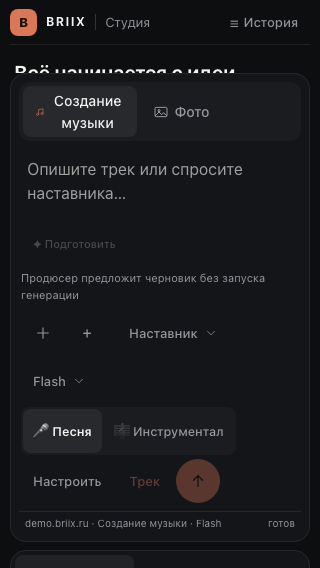 B BRIIX Студия ≡ История
Всё начинается с идеи
Создание
музыки
Фото
Опишите трек или спросите
наставника...
✦ Подготовить
Продюсер предложит черновик без запуска
генерации
+ Наставник
Flash
Песня Инструментал
Настроить Трек
demo.briix.ru · Создание музыки · Flash готов